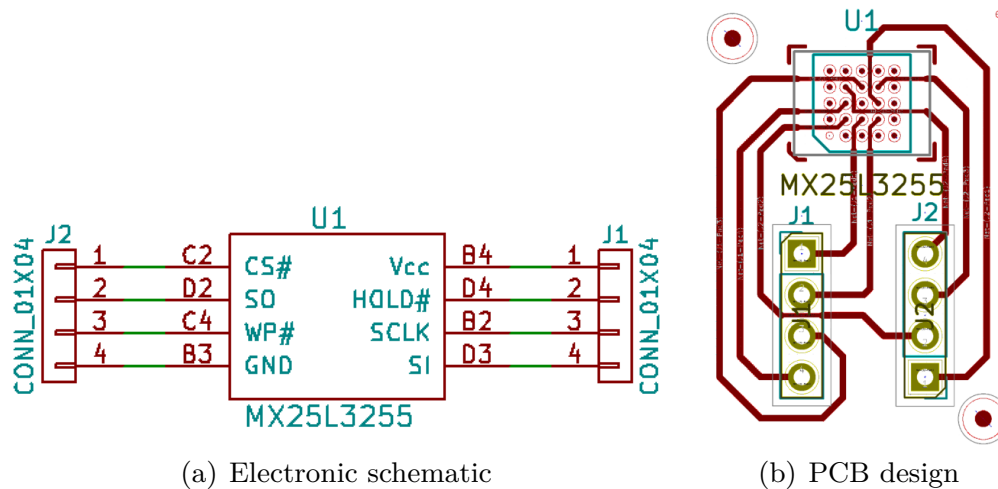 U1
J2
J1
CONN_01X04
1 C2 CS# Vcc B4 1
2 D2 SO HOLD# D4 2
3 C4 WP# SCLK B2 3
4 B3 GND SI D3 4
CONN_01X04
MX25L3255
(a) Electronic schematic
U1
MX25L3255
J1
J2
J1
J2
(b) PCB design